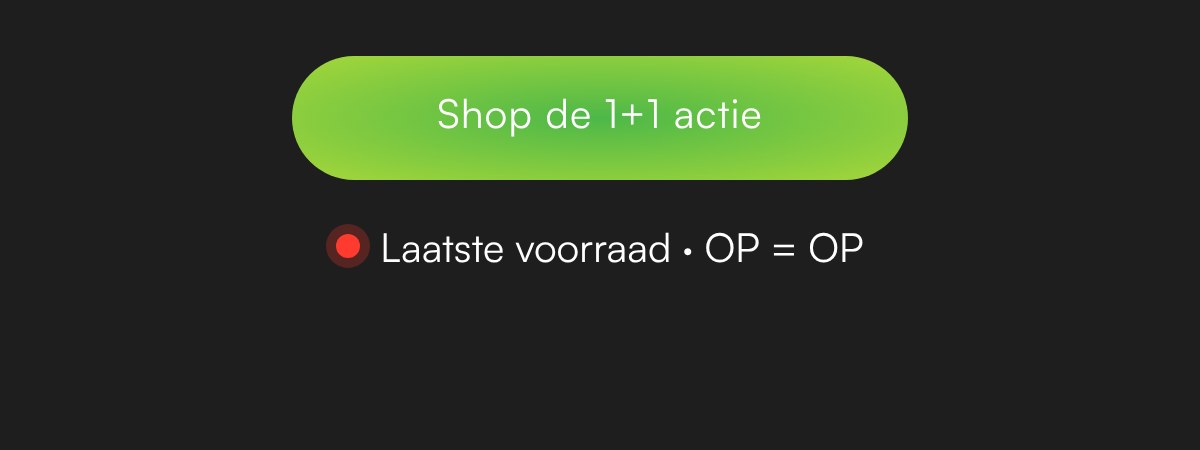 Shop de 1+1 actie
Laatste voorraad · OP = OP